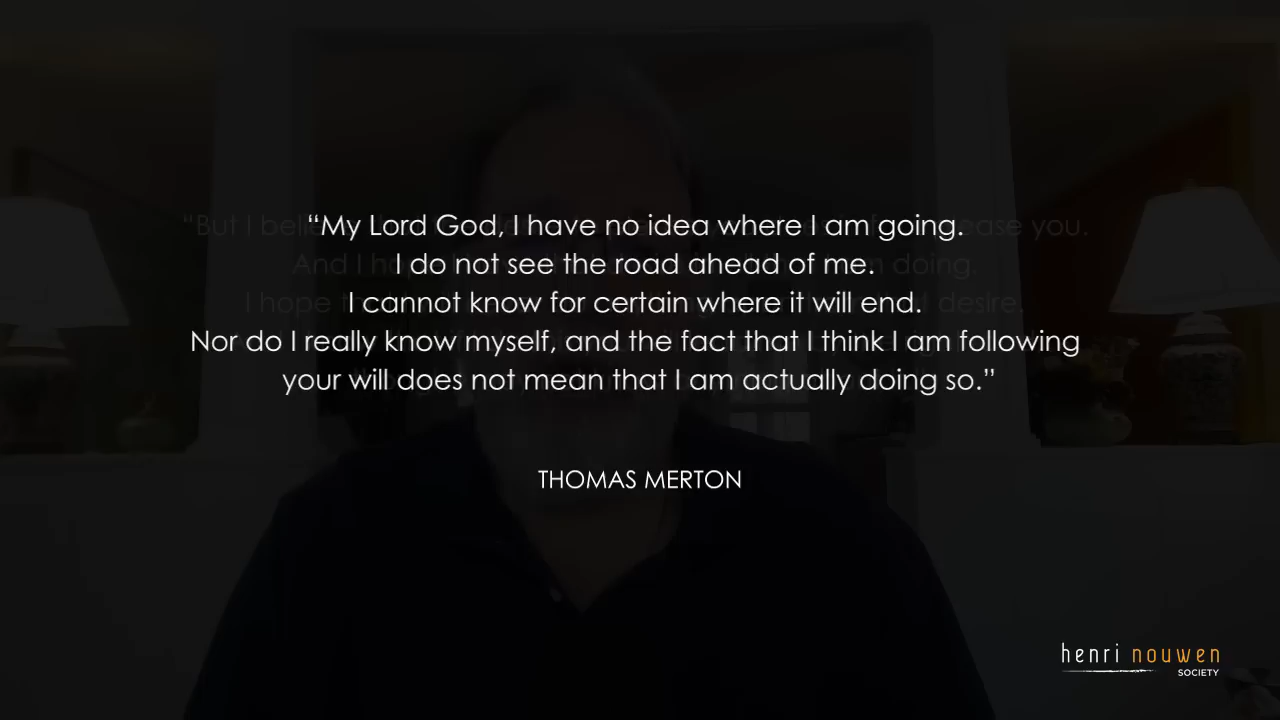 “My Lord God, I have no idea where I am going.
I do not see the road ahead of me.
I cannot know for certain where it will end.
Nor do I really know myself, and the fact that I think I am following
your will does not mean that I am actually doing so.”
THOMAS MERTON
henri nouwen
SOCIETY